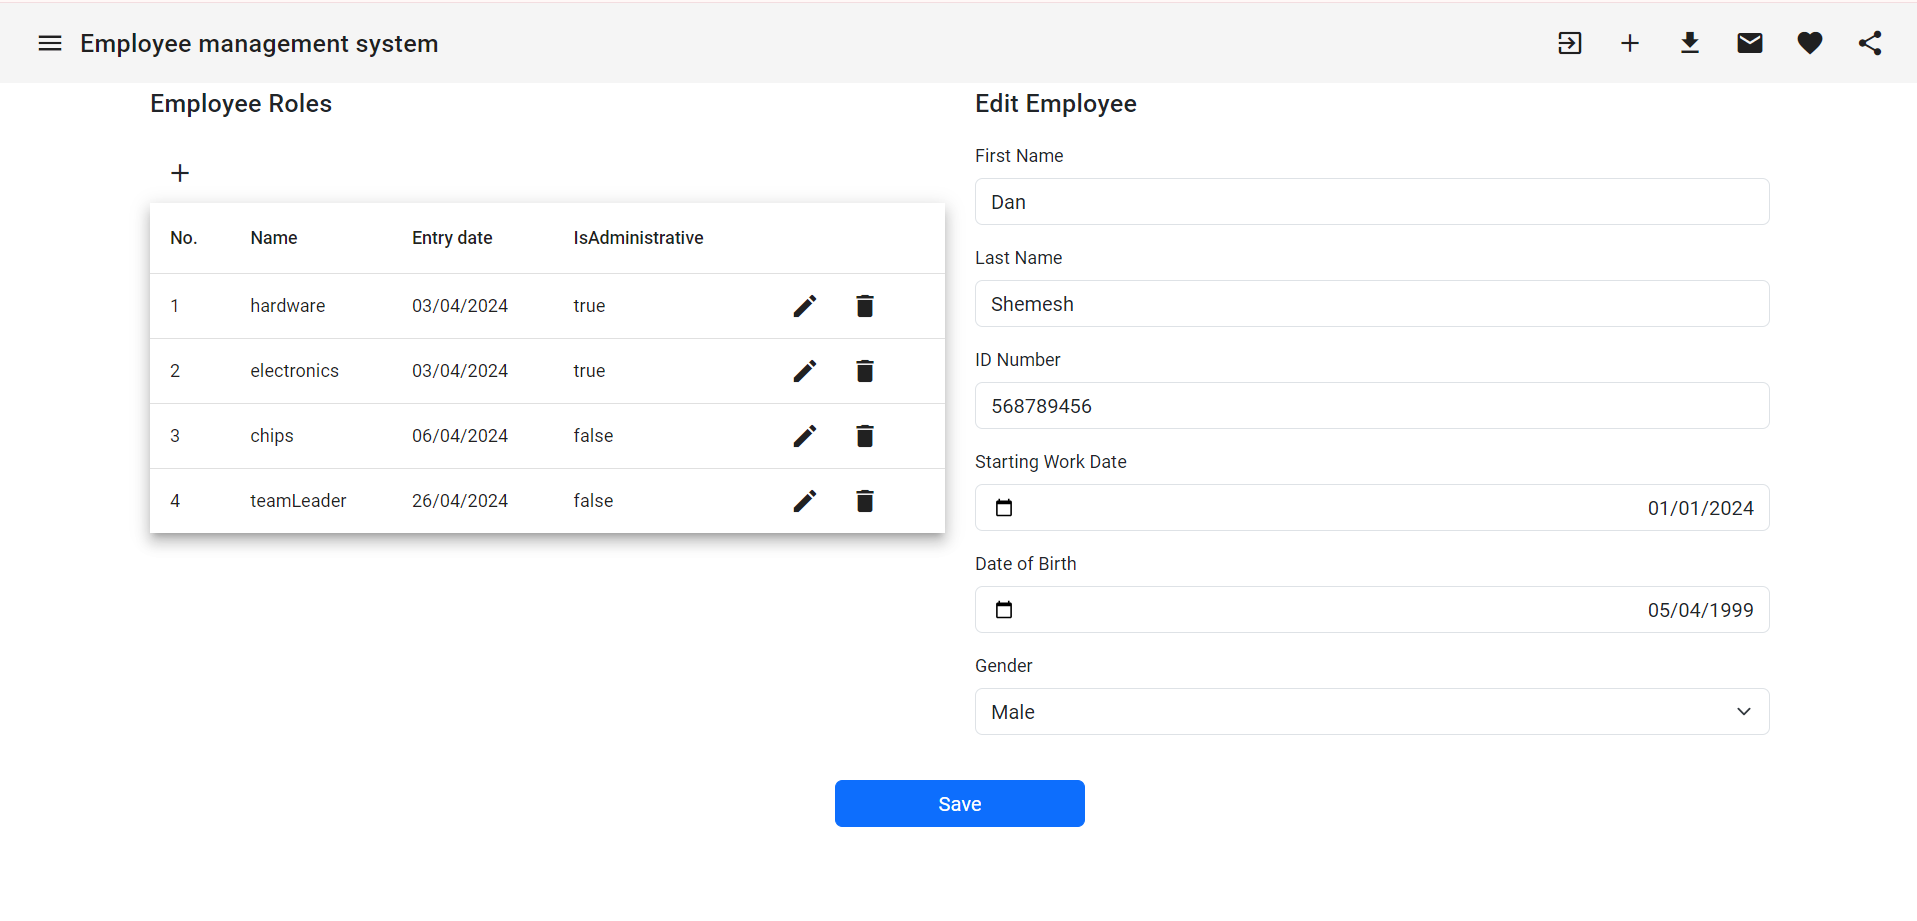 Employee management system
Employee Roles
No. Name Entry date IsAdministrative
1 hardware 03/04/2024 true
2 electronics 03/04/2024 true
3 chips 06/04/2024 false
4 teamLeader 26/04/2024 false
Edit Employee
First Name
Dan
Last Name
Shemesh
ID Number
568789456
Starting Work Date
01/01/2024
Date of Birth
05/04/1999
Gender
Male
Save